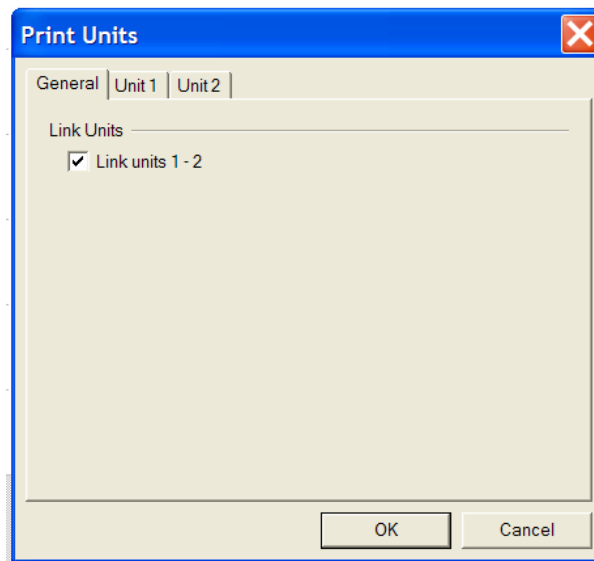 Print Units
General Unit 1 Unit 2
Link Units
Link units 1 - 2
OK Cancel